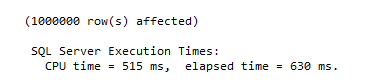 (1000000 row(s) affected)
SQL Server Execution Times:
CPU time = 515 ms,  elapsed time = 630 ms.